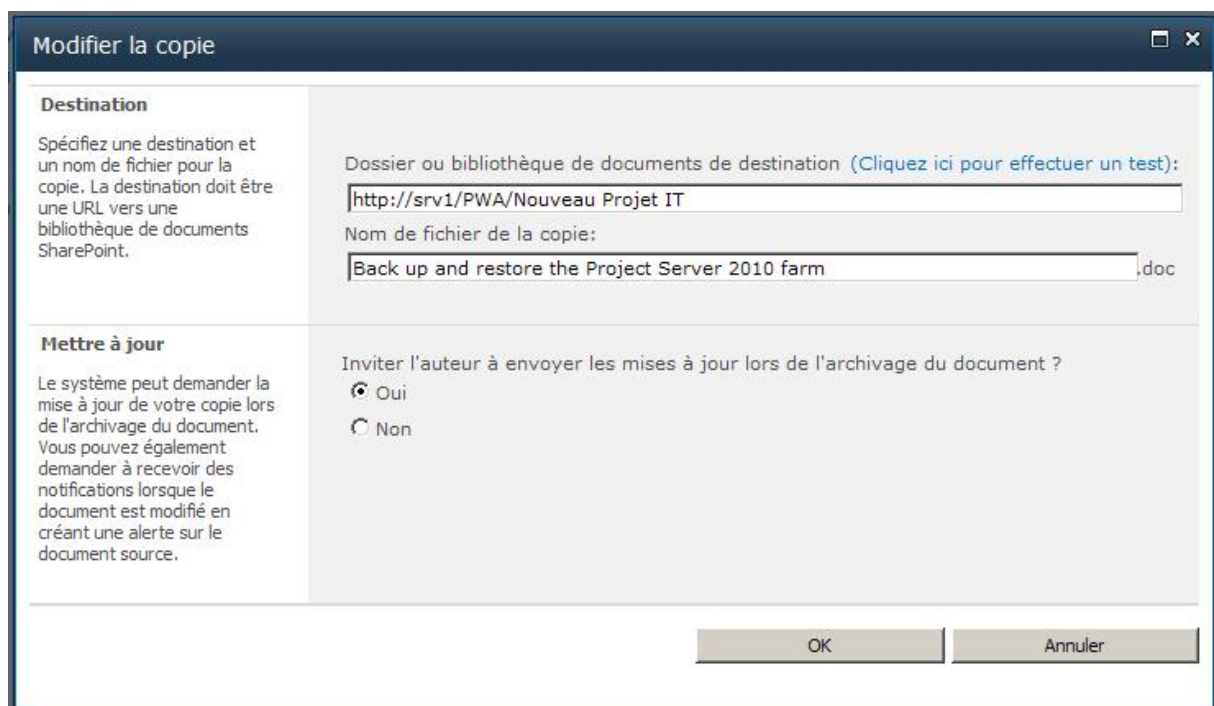 Modifier la copie
Destination
Spécifiez une destination et
un nom de fichier pour la
copie. La destination doit être
une URL vers une
bibliothèque de documents
SharePoint.
Dossier ou bibliothèque de documents de destination (Cliquez ici pour effectuer un test):
http://srv1/PWA/Nouveau Projet IT
Nom de fichier de la copie:
Back up and restore the Project Server 2010 farm .doc
Mettre à jour
Le système peut demander la
mise à jour de votre copie lors
de l'archivage du document.
Vous pouvez également
demander à recevoir des
notifications lorsque le
document est modifié en
créant une alerte sur le
document source.
Inviter l'auteur à envoyer les mises à jour lors de l'archivage du document ?
Oui
Non
OK Annuler